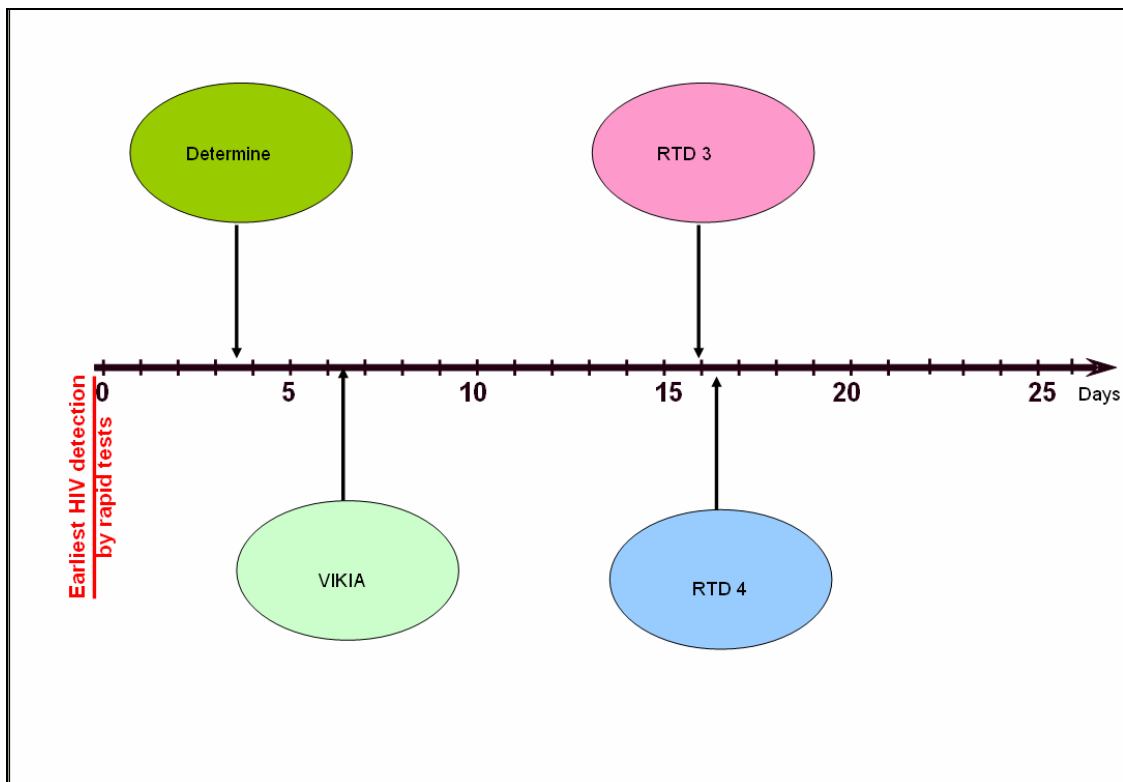 Determine
RTD 3
0 5 10 15 20 25 Days
Earliest HIV detection
by rapid tests
VIKIA
RTD 4